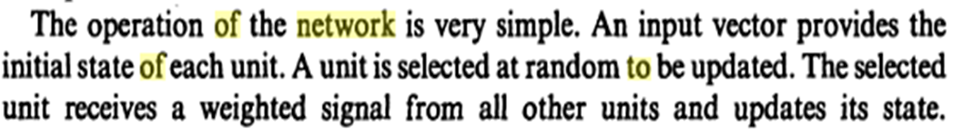 The operation of the network is very simple. An input vector provides the
initial state of each unit. A unit is selected at random to be updated. The selected
unit receives a weighted signal from all other units and updates its state.